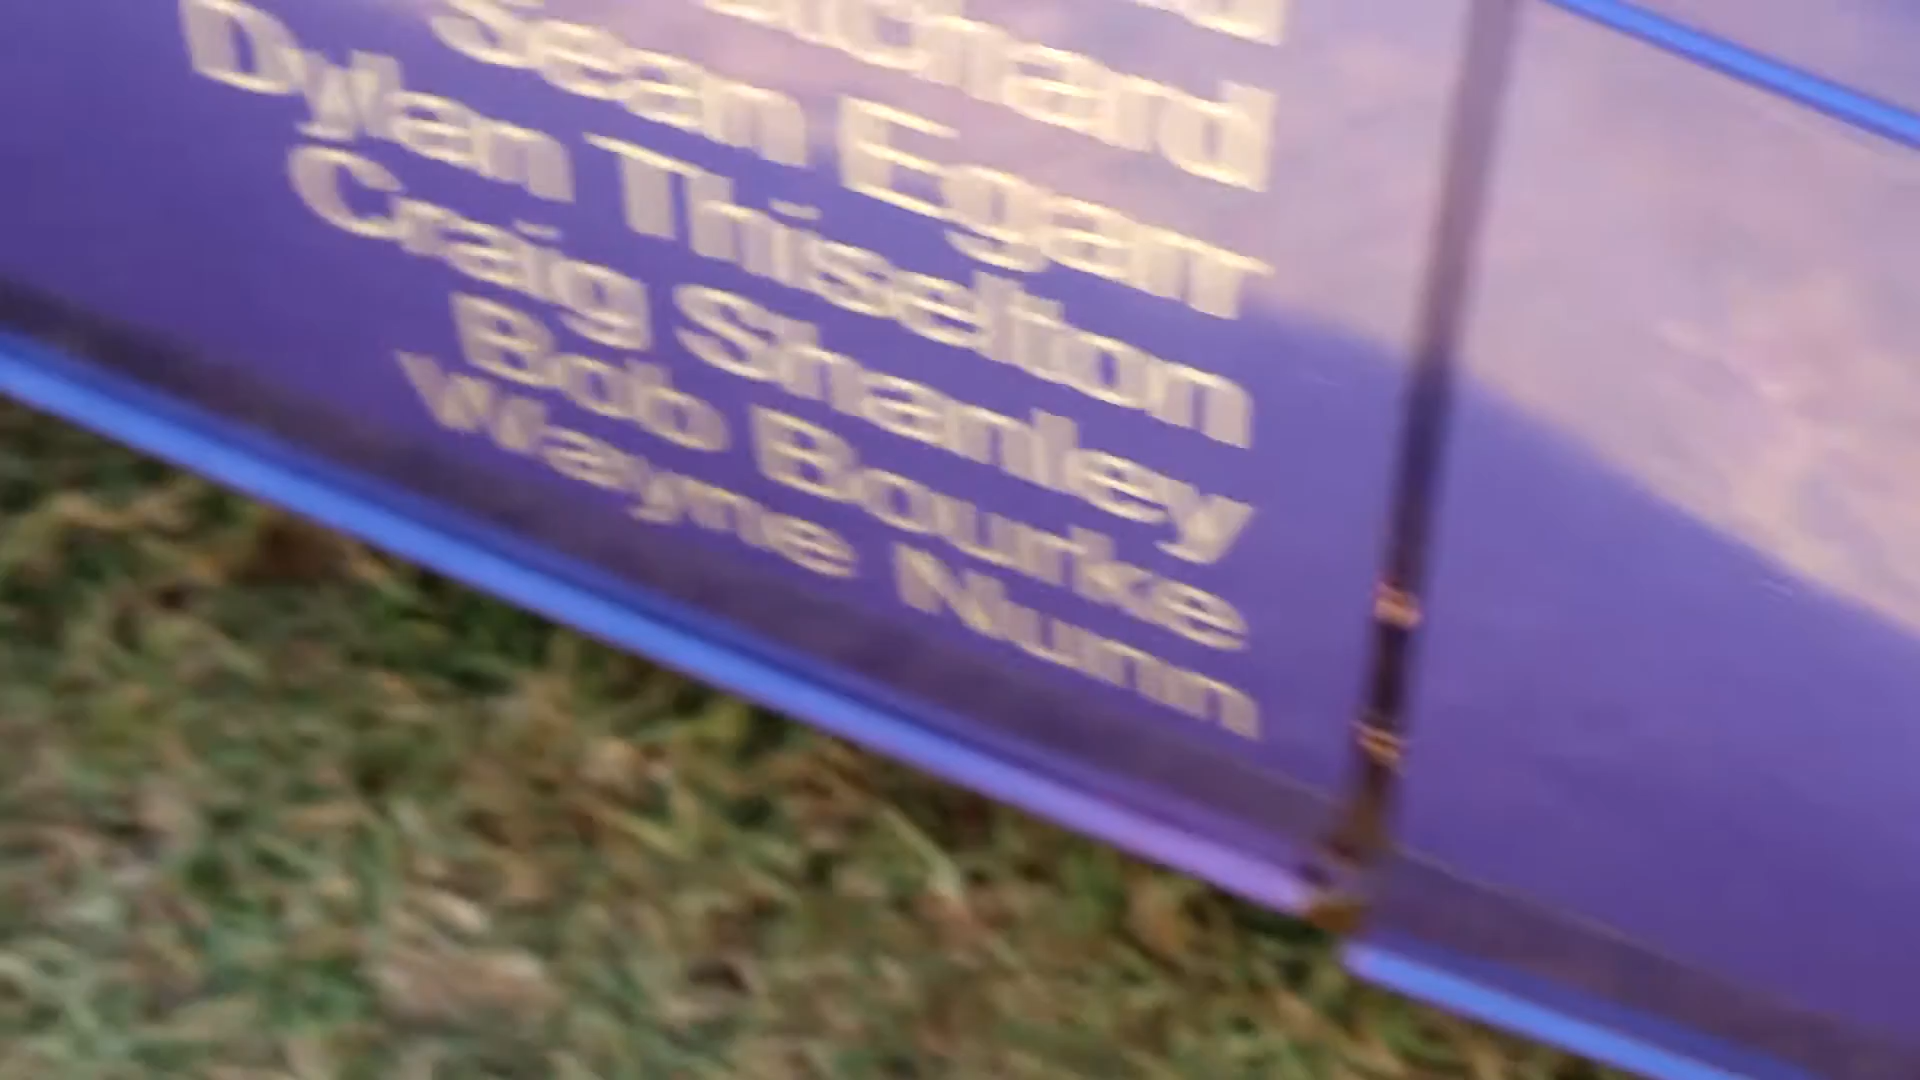 Sean Egan
Dylan Thiselton
Craig Shanley
Bob Bourke
Wayne Nunn